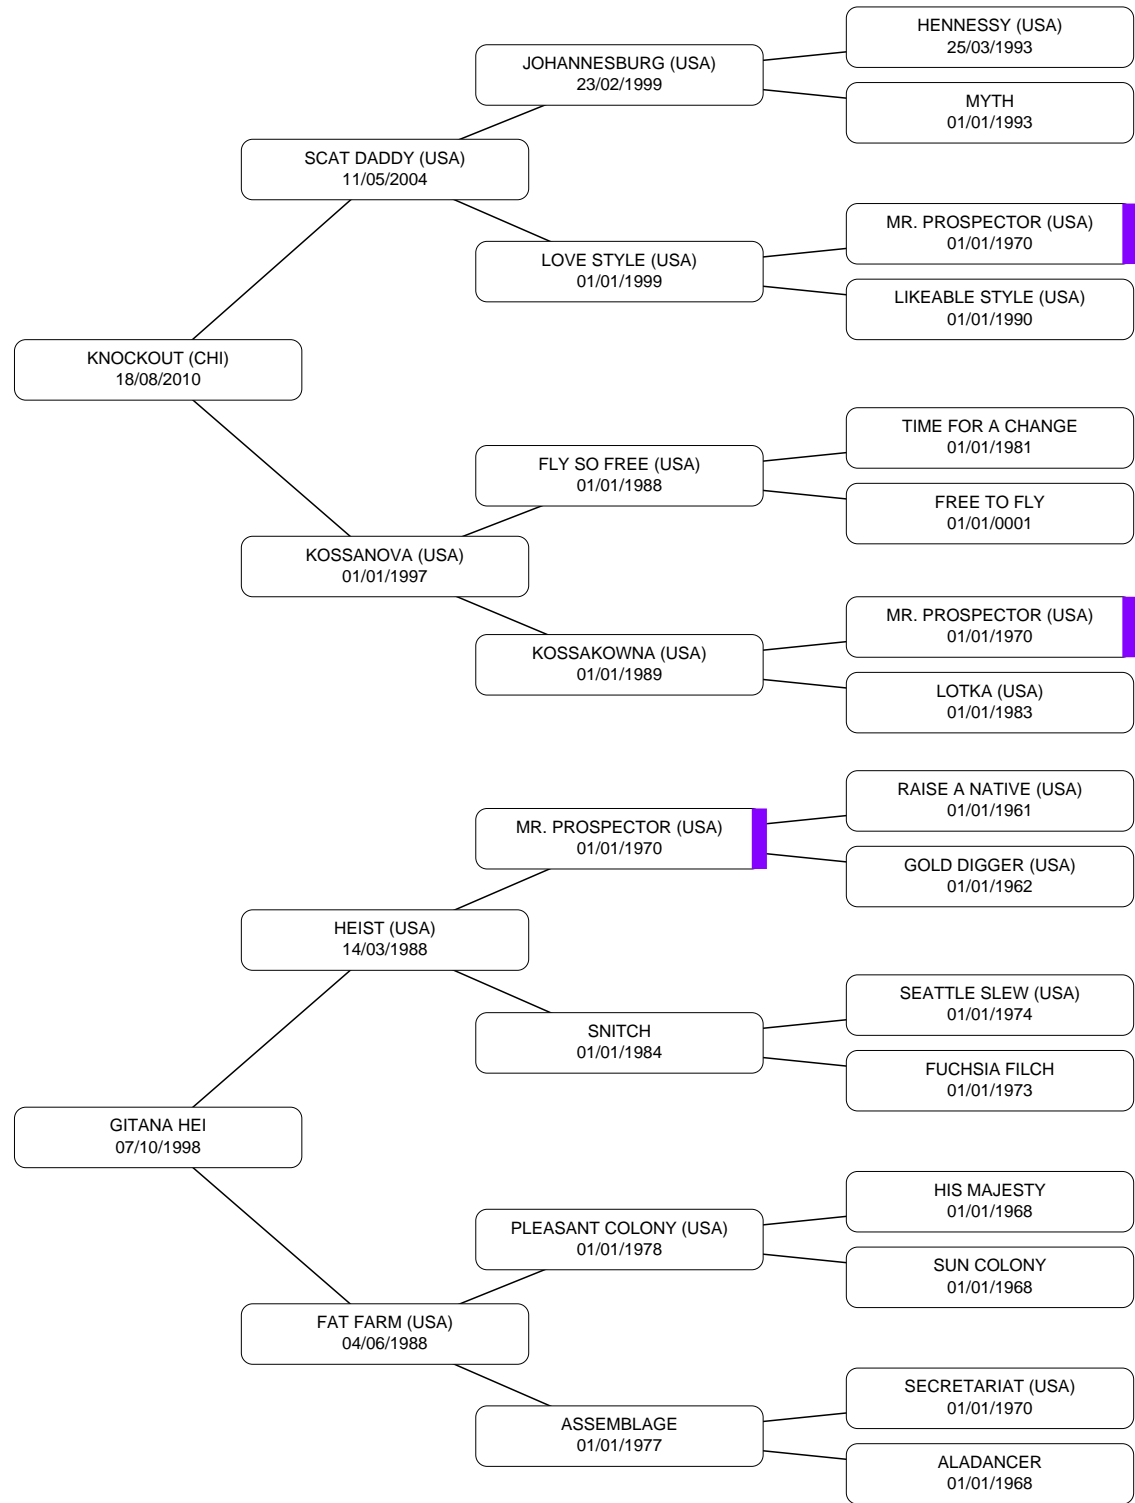 HENNESSY (USA)
25/03/1993
JOHANNESBURG (USA)
23/02/1999
MYTH
01/01/1993
SCAT DADDY (USA)
11/05/2004
MR. PROSPECTOR (USA)
01/01/1970
LOVE STYLE (USA)
01/01/1999
LIKEABLE STYLE (USA)
01/01/1990
KNOCKOUT (CHI)
18/08/2010
TIME FOR A CHANGE
01/01/1981
FLY SO FREE (USA)
01/01/1988
FREE TO FLY
01/01/0001
KOSSANOVA (USA)
01/01/1997
MR. PROSPECTOR (USA)
01/01/1970
KOSSAKOWNA (USA)
01/01/1989
LOTKA (USA)
01/01/1983
RAISE A NATIVE (USA)
01/01/1961
MR. PROSPECTOR (USA)
01/01/1970
GOLD DIGGER (USA)
01/01/1962
HEIST (USA)
14/03/1988
SEATTLE SLEW (USA)
01/01/1974
SNITCH
01/01/1984
FUCHSIA FILCH
01/01/1973
GITANA HEI
07/10/1998
HIS MAJESTY
01/01/1968
PLEASANT COLONY (USA)
01/01/1978
SUN COLONY
01/01/1968
FAT FARM (USA)
04/06/1988
SECRETARIAT (USA)
01/01/1970
ASSEMBLAGE
01/01/1977
ALADANCER
01/01/1968